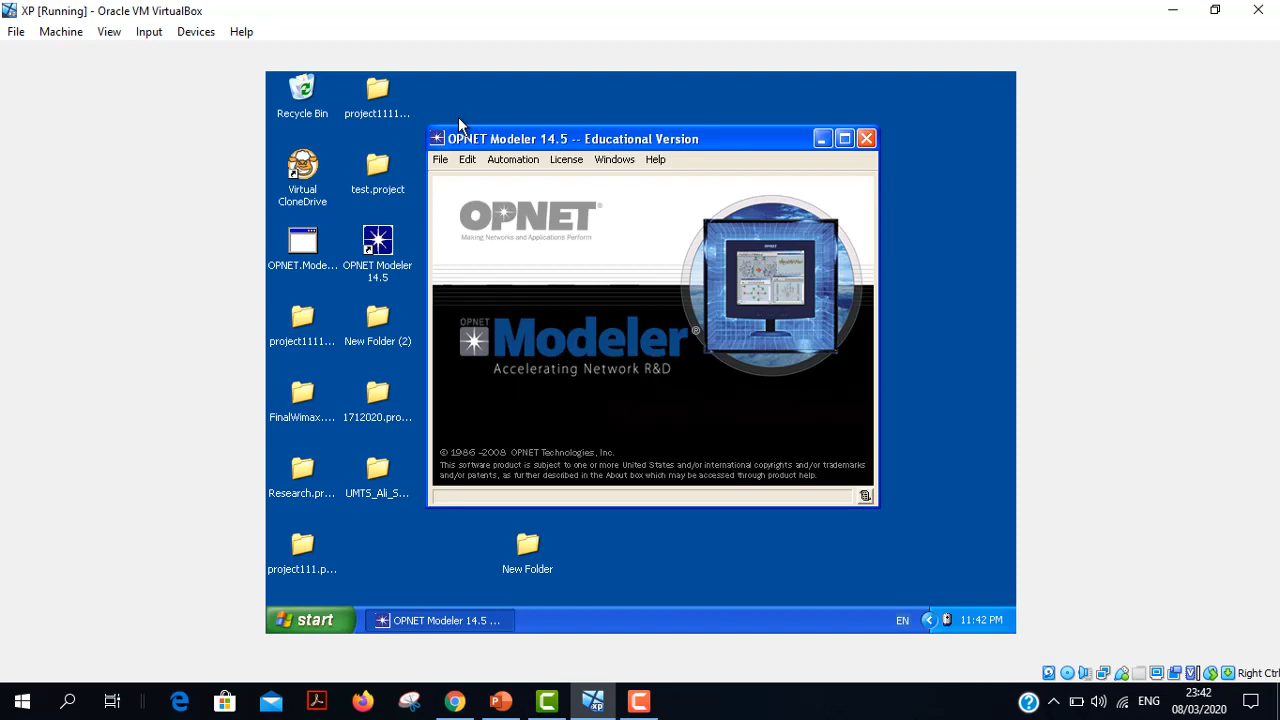 XP [Running] - Oracle VM VirtualBox
File Machine View Input Devices Help
Recycle Bin
project1111...
Virtual
CloneDrive
test.project
OPNET.Mode...
OPNET Modeler
14.5
project1111...
New Folder (2)
FinalWimax....
1712020.pro...
Research.pr...
UMTS_Ali_S...
project111.p...
New Folder
OPNET Modeler 14.5 -- Educational Version
File Edit Automation License Windows Help
OPNET®
Making Networks and Applications Perform
OPNET
Modeler®
Accelerating Network R&D
© 1986 -2008 OPNET Technologies, Inc.
This software product is subject to one or more United States and/or international copyrights and/or trademarks
and/or patents, as further described in the About box which may be accessed through product help.
start
OPNET Modeler 14.5 ...
EN
11:42 PM
Right Ctrl
ENG
23:42
08/03/2020